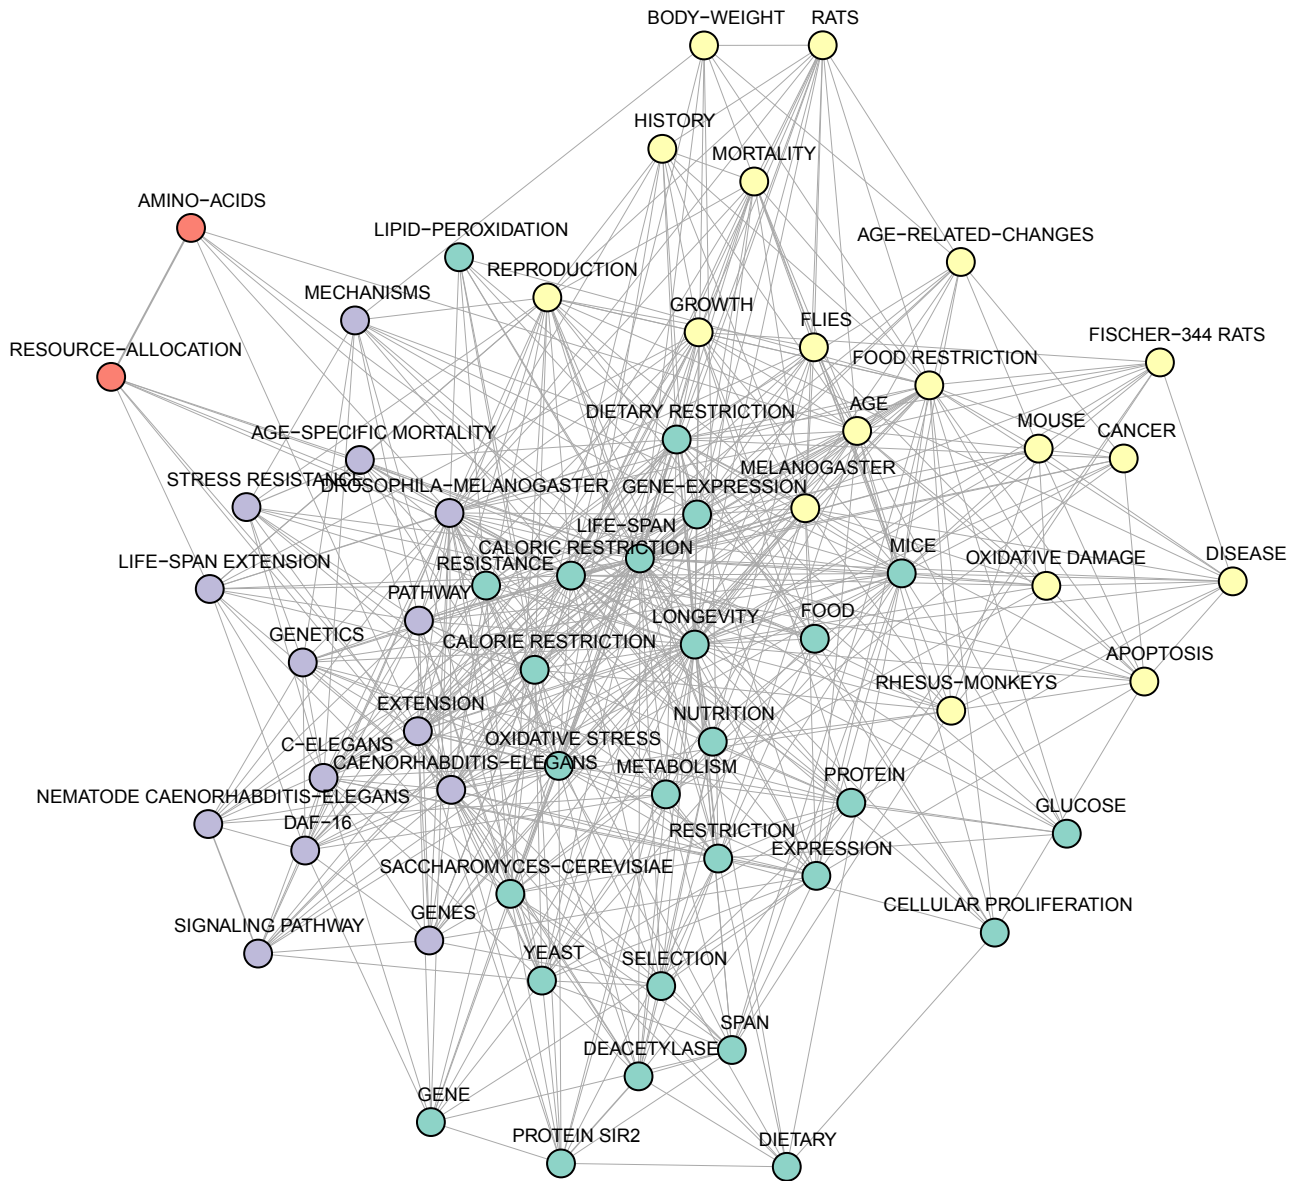 BODY−WEIGHT
RATS
HISTORY
MORTALITY
AMINO−ACIDS
LIPID−PEROXIDATION
AGE−RELATED−CHANGES
REPRODUCTION
MECHANISMS
GROWTH
FLIES
FISCHER−344 RATS
RESOURCE−ALLOCATION
FOOD RESTRICTION
AGE
DIETARY RESTRICTION
MOUSE
CANCER
AGE−SPECIFIC MORTALITY
MELANOGASTER
STRESS RESISTANCE
DROSOPHILA−MELANOGASTER
GENE−EXPRESSION
LIFE−SPAN
CALORIC RESTRICTION
MICE
OXIDATIVE DAMAGE
DISEASE
LIFE−SPAN EXTENSION
RESISTANCE
PATHWAY
FOOD
LONGEVITY
GENETICS
CALORIE RESTRICTION
APOPTOSIS
RHESUS−MONKEYS
EXTENSION
NUTRITION
C−ELEGANS
OXIDATIVE STRESS
CAENORHABDITIS−ELEGANS
METABOLISM
PROTEIN
NEMATODE CAENORHABDITIS−ELEGANS
GLUCOSE
DAF−16
RESTRICTION
EXPRESSION
SACCHAROMYCES−CEREVISIAE
CELLULAR PROLIFERATION
SIGNALING PATHWAY
GENES
YEAST
SELECTION
SPAN
DEACETYLASE
GENE
PROTEIN SIR2
DIETARY